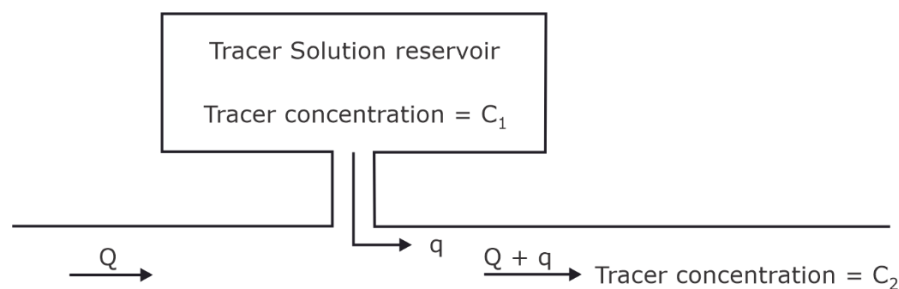 Tracer Solution reservoir
Tracer concentration = C₁
Q
q
Q + q
Tracer concentration = C₂